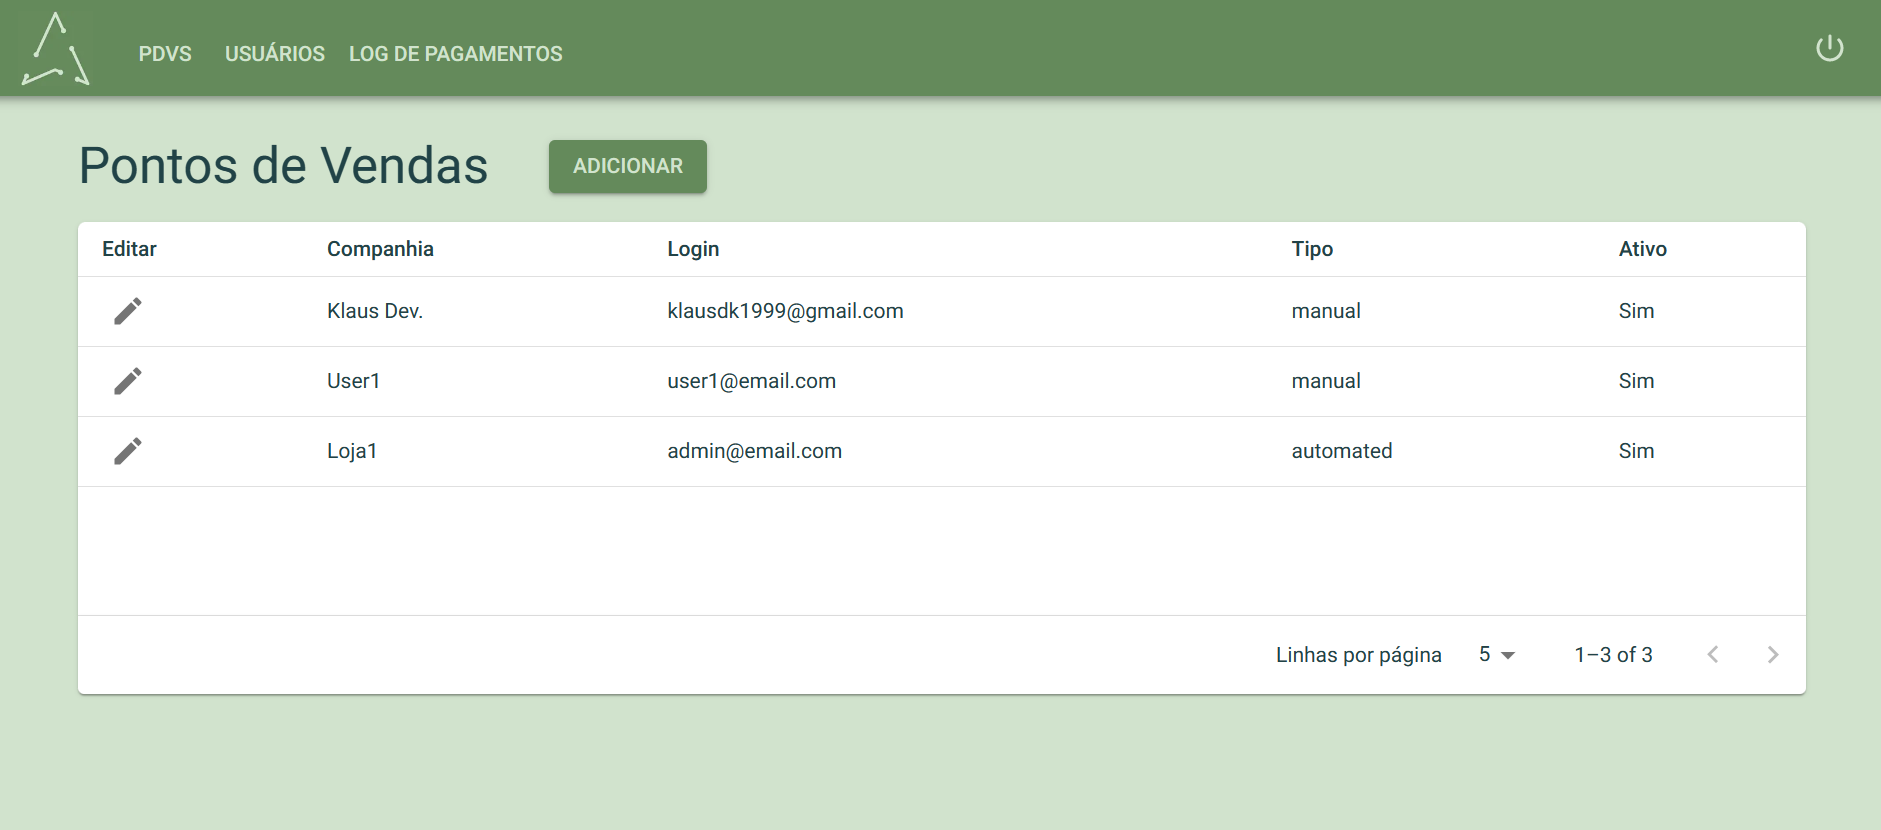 PDVS USUÁRIOS LOG DE PAGAMENTOS
Pontos de Vendas ADICIONAR
Editar Companhia Login Tipo Ativo
Klaus Dev. klausdk1999@gmail.com manual Sim
User1 user1@email.com manual Sim
Loja1 admin@email.com automated Sim
Linhas por página 5 1–3 of 3